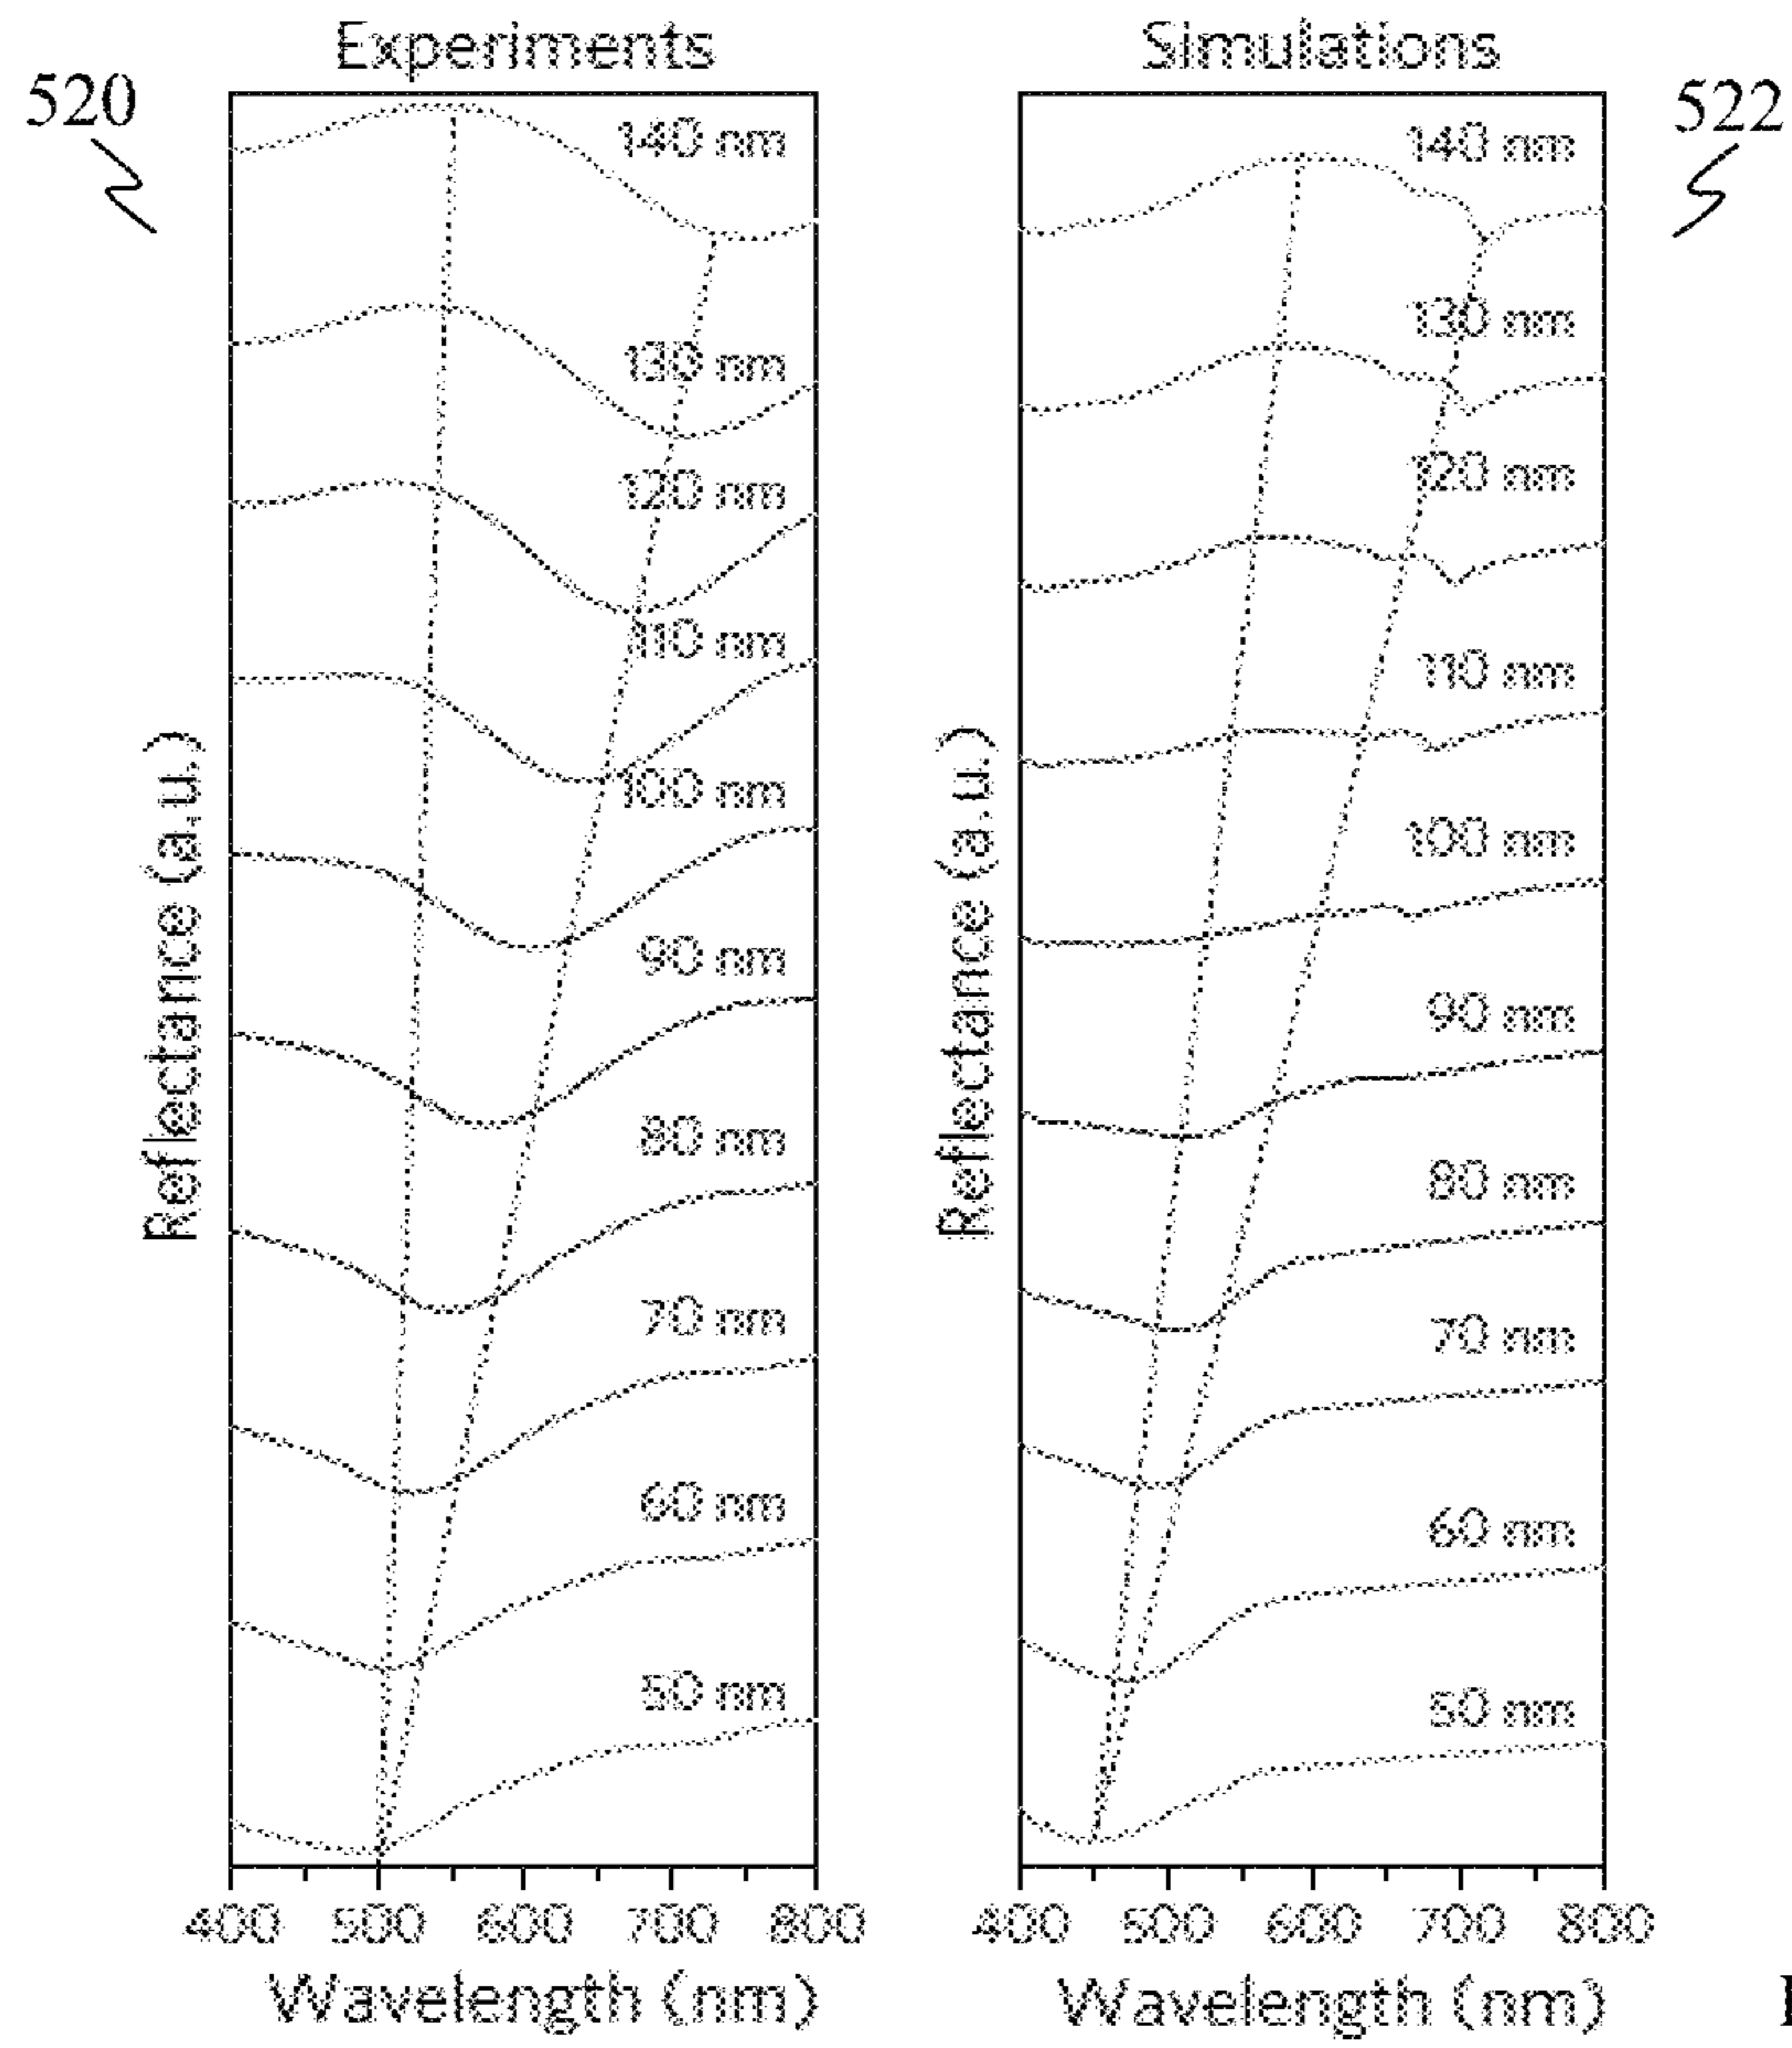 Experiments
Simulations
520
522
140 nm
130 nm
120 nm
110 nm
100 nm
90 nm
80 nm
70 nm
60 nm
50 nm
Reflectance (a.u.)
400 500 600 700 800
Wavelength (nm)
140 nm
130 nm
120 nm
110 nm
100 nm
90 nm
80 nm
70 nm
60 nm
50 nm
Reflectance (a.u.)
400 500 600 700 800
Wavelength (nm)